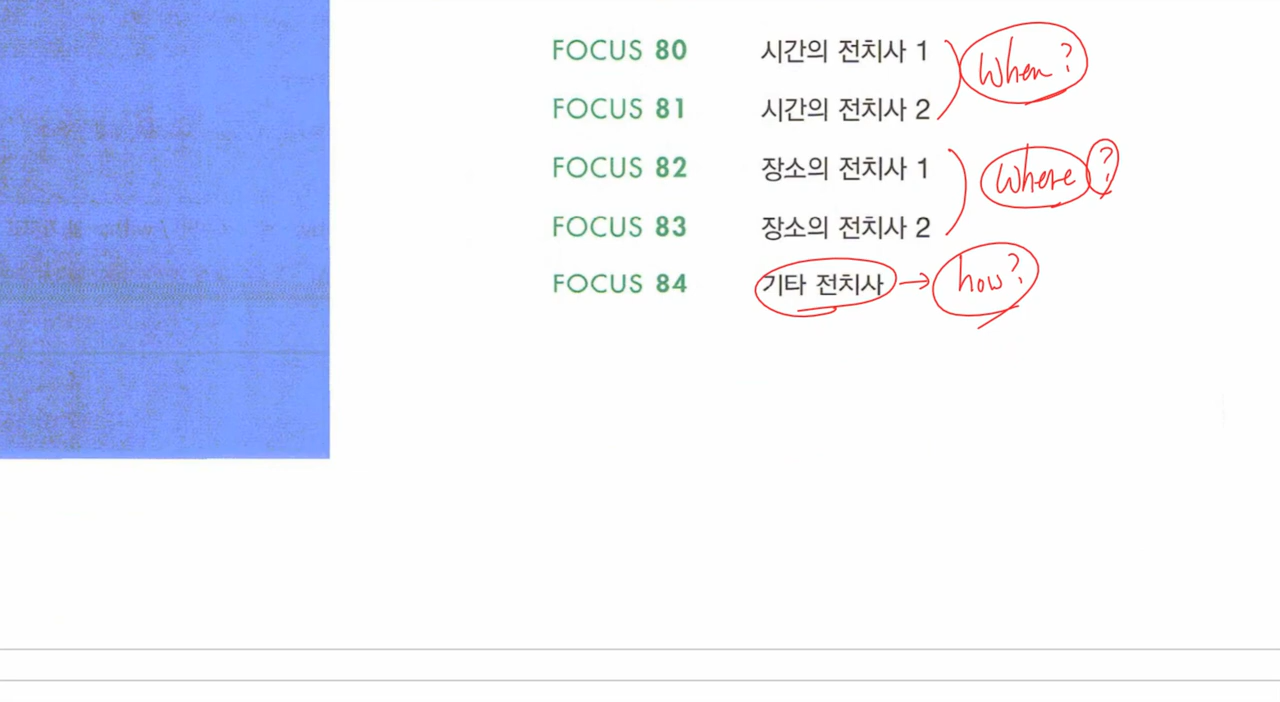 FOCUS 80 시간의 전치사 1 When?
FOCUS 81 시간의 전치사 2
FOCUS 82 장소의 전치사 1 Where?
FOCUS 83 장소의 전치사 2
FOCUS 84 기타 전치사 → how?